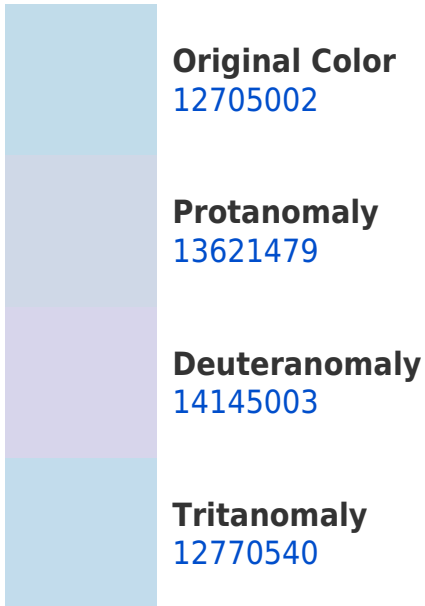 Original Color
12705002
Protanomaly
13621479
Deuteranomaly
14145003
Tritanomaly
12770540